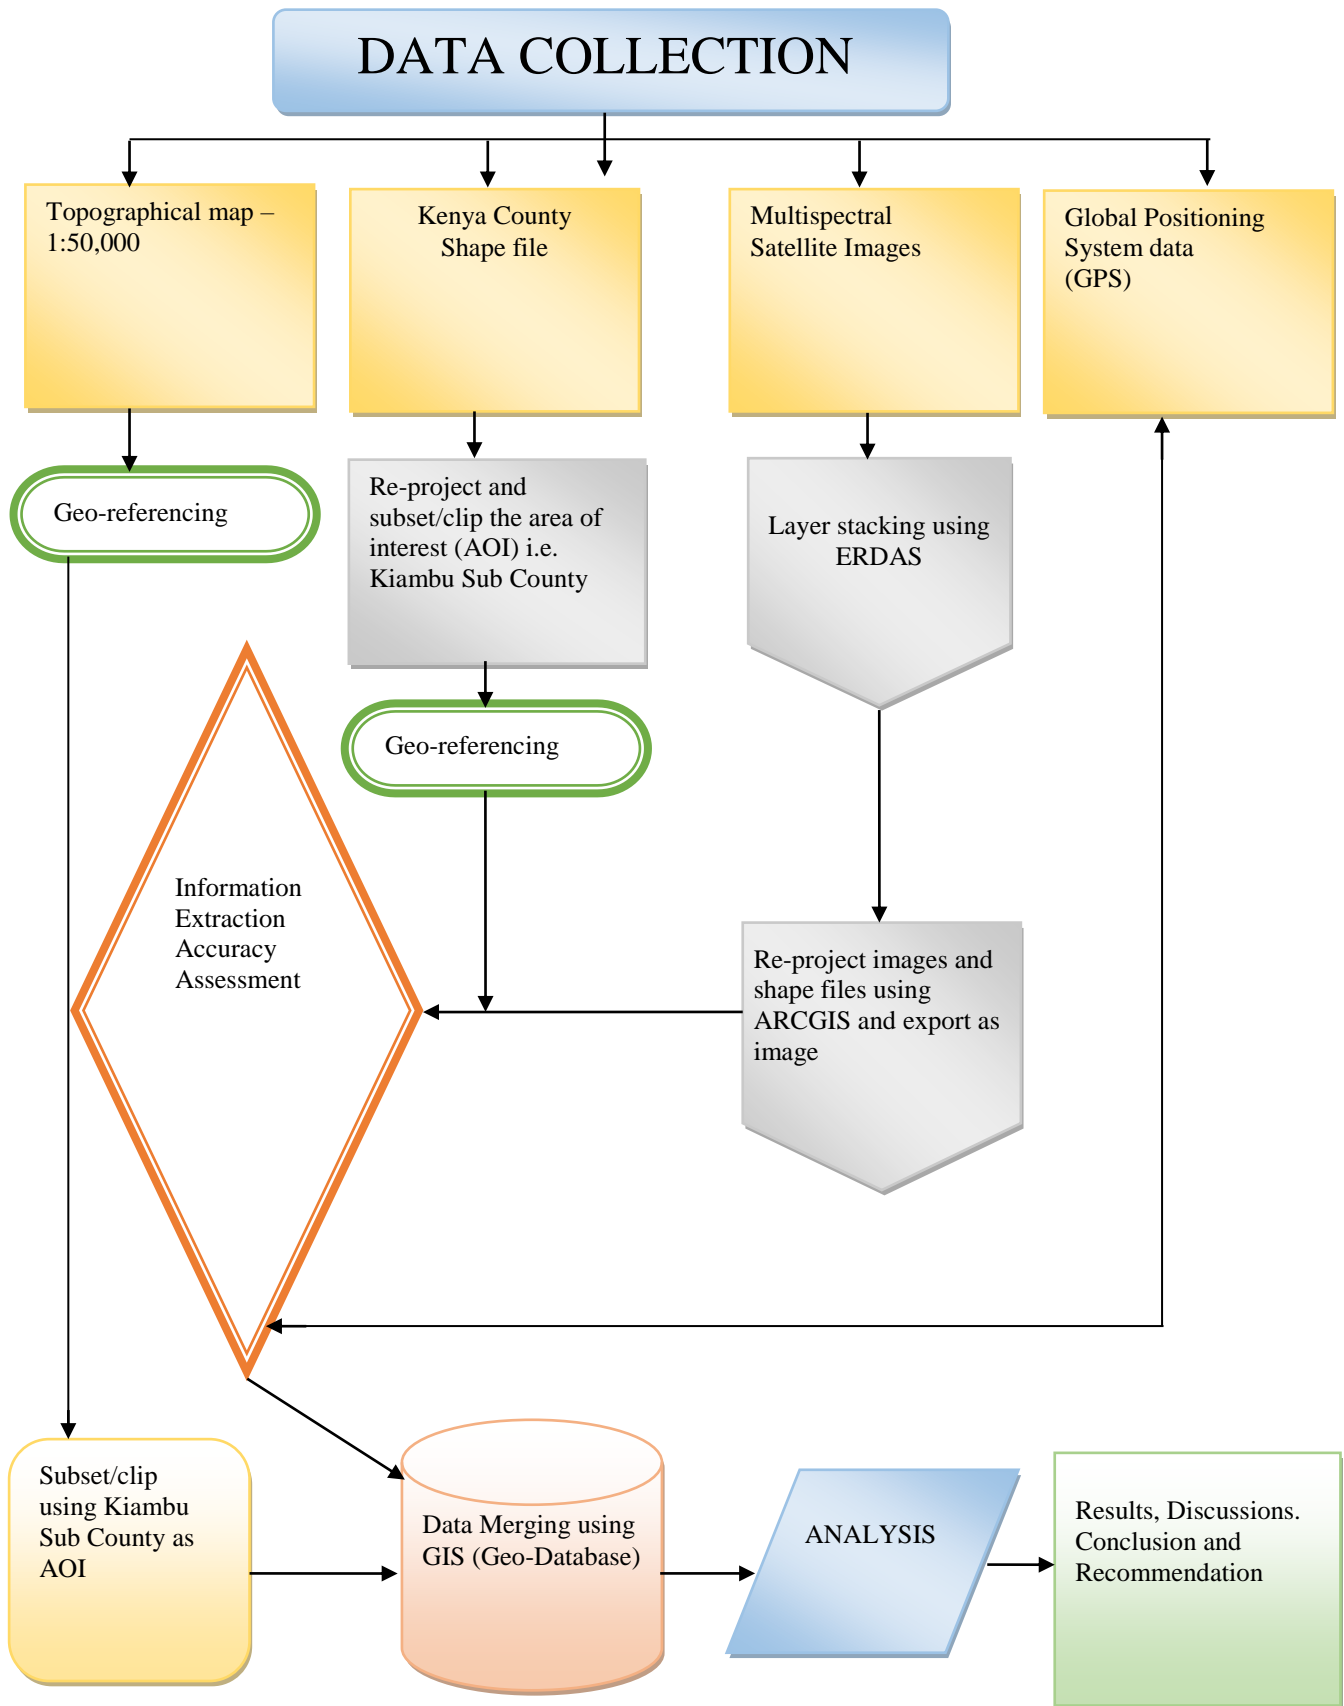 DATA COLLECTION
Topographical map –
1:50,000
Kenya County
Shape file
Multispectral
Satellite Images
Global Positioning
System data
(GPS)
Geo-referencing
Re-project and
subset/clip the area of
interest (AOI) i.e.
Kiambu Sub County
Layer stacking using
ERDAS
Geo-referencing
Information
Extraction
Accuracy
Assessment
Re-project images and
shape files using
ARCGIS and export as
image
Subset/clip
using Kiambu
Sub County as
AOI
Data Merging using
GIS (Geo-Database)
ANALYSIS
Results, Discussions.
Conclusion and
Recommendation